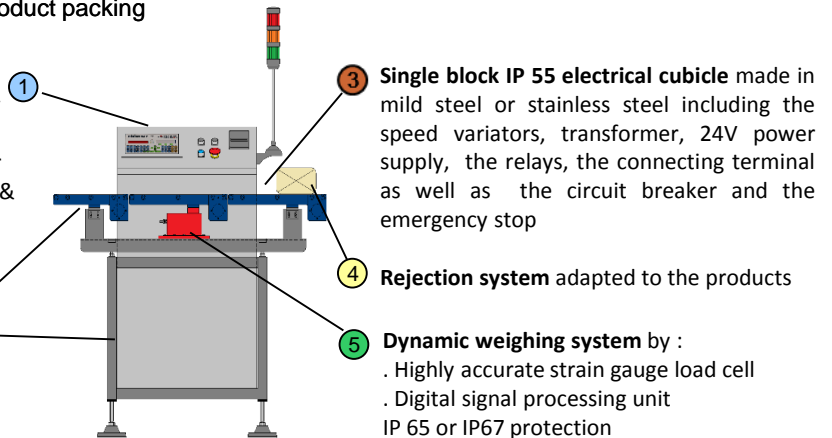 product packing
1
&
3
Single block IP 55 electrical cubicle made in
mild steel or stainless steel including the
speed variators, transformer, 24V power
supply, the relays, the connecting terminal
as well as the circuit breaker and the
emergency stop
4
Rejection system adapted to the products
5
Dynamic weighing system by :
. Highly accurate strain gauge load cell
. Digital signal processing unit
IP 65 or IP67 protection